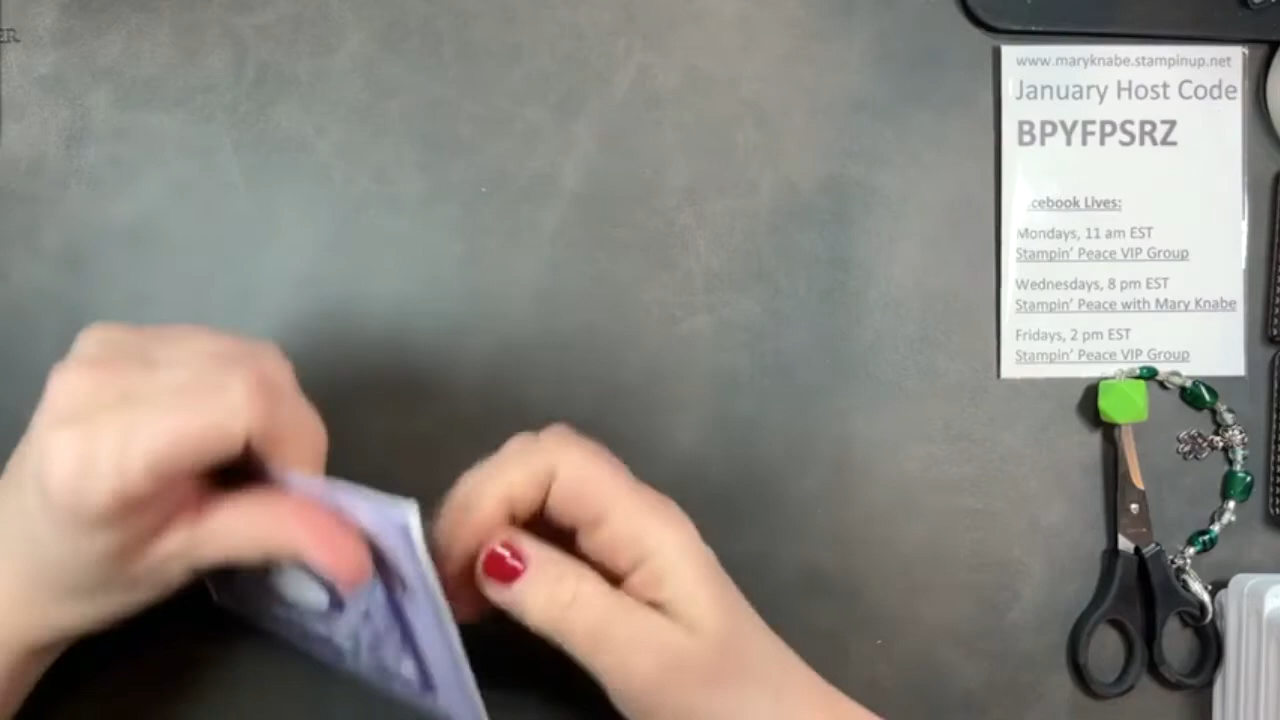 ER
www.maryknabe.stampinup.net
January Host Code
BPYFPSRZ
cebook Lives:
Mondays, 11 am EST
Stampin' Peace VIP Group
Wednesdays, 8 pm EST
Stampin' Peace with Mary Knabe
Fridays, 2 pm EST
Stampin' Peace VIP Group